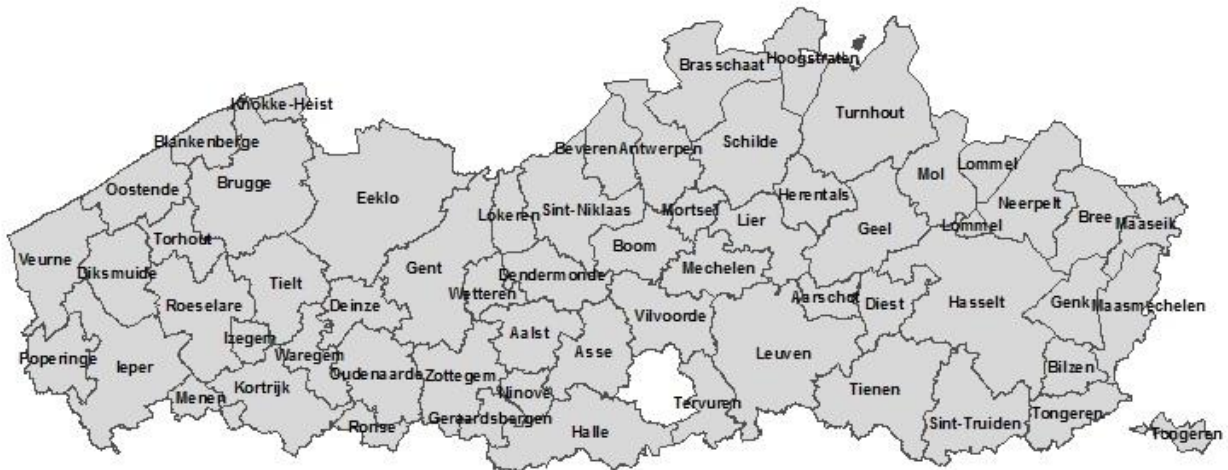 Hoogstraten
Brasschaat
Knokke-Heist
Turnhout
Blankenberge
Beveren
Antwerpen
Schilde
Lommel
Mol
Oostende
Brugge
Eeklo
Herentals
Neerpelt
Lokeren
Sint-Niklaas
Mortsel
Lier
Bree
Maaseik
Lommel
Torhout
Geel
Boom
Veurne
Diksmuide
Gent
Mechelen
Dendermonde
Tielt
Wetteren
Aarschot
Roeselare
Deinze
Diest
Hasselt
Genk
Maasmechelen
Vilvoorde
Izegem
Aalst
Asse
Leuven
Poperinge
Ieper
Waregem
Bilzen
Oudenaarde
Zottegem
Kortrijk
Ninove
Tienen
Menen
Tervuren
Tongeren
Geraardsbergen
Ronse
Halle
Sint-Truiden
Tongeren